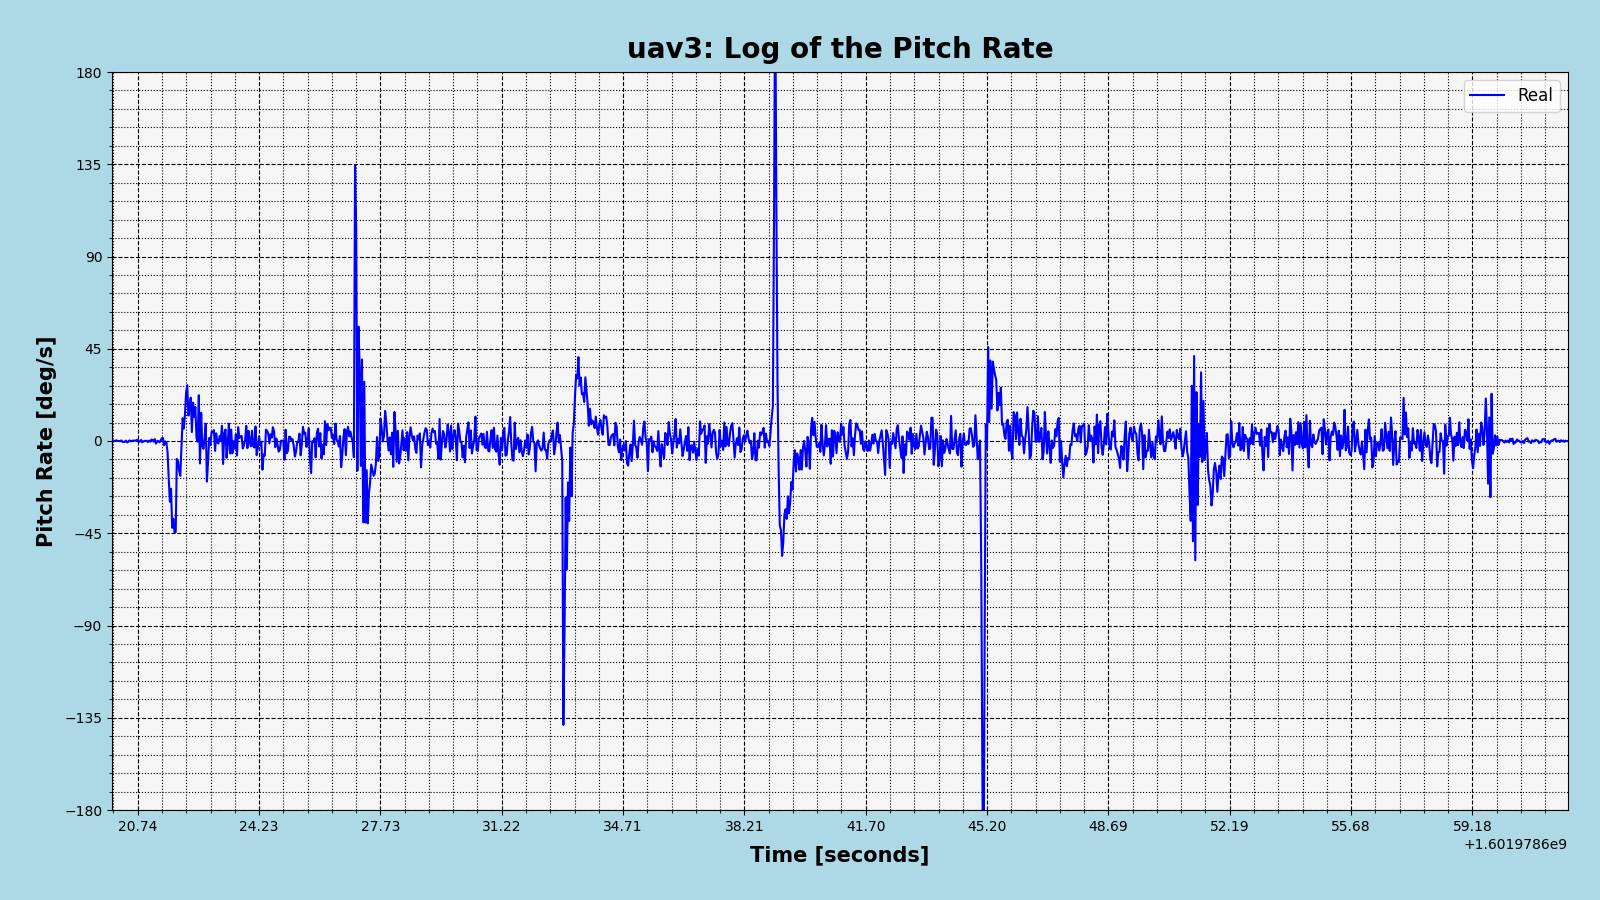 uav3: Log of the Pitch Rate
Real
Pitch Rate [deg/s]
180
135
90
45
0
−45
−90
−135
−180
20.74 24.23 27.73 31.22 34.71 38.21 41.70 45.20 48.69 52.19 55.68 59.18
+1.6019786e9
Time [seconds]